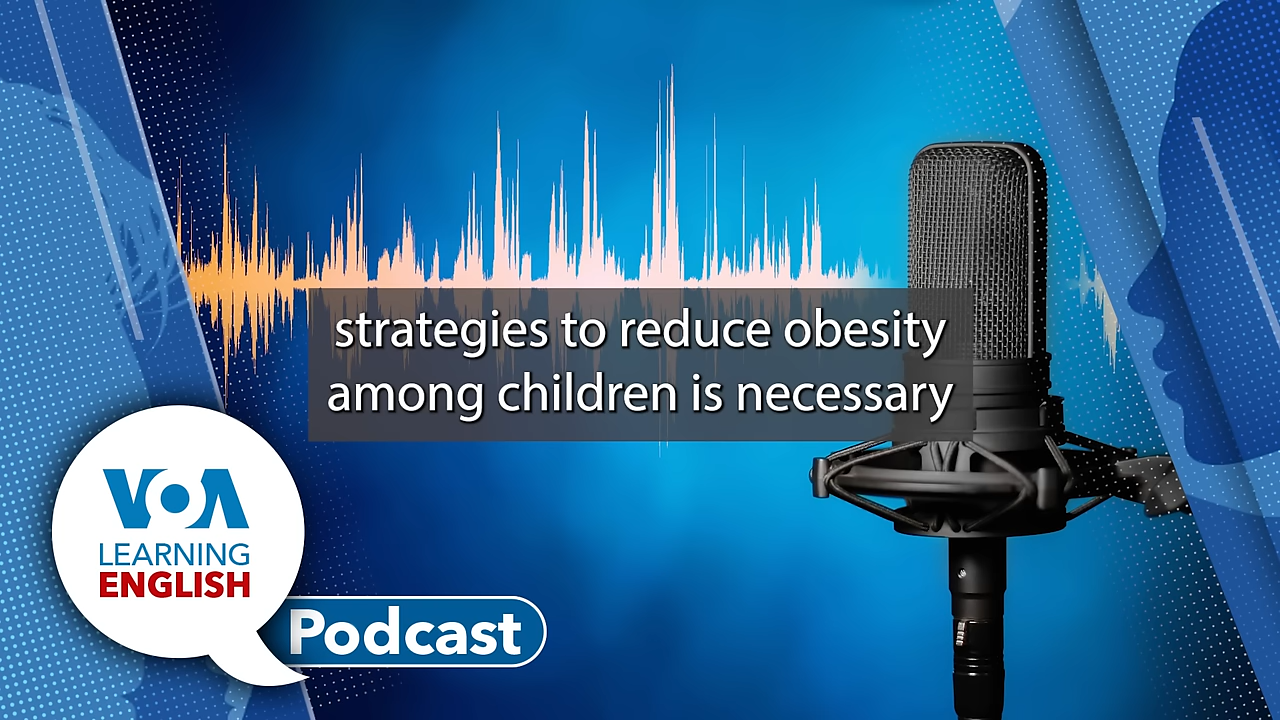 strategies to reduce obesity
among children is necessary
VOA
LEARNING
ENGLISH
Podcast